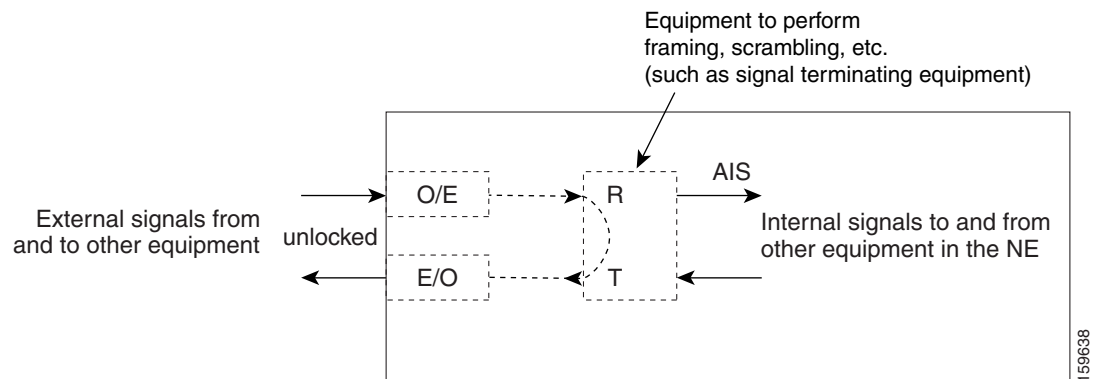 Equipment to perform
framing, scrambling, etc.
(such as signal terminating equipment)
O/E
R
AIS
External signals from
and to other equipment
unlocked
Internal signals to and from
other equipment in the NE
E/O
T
159638